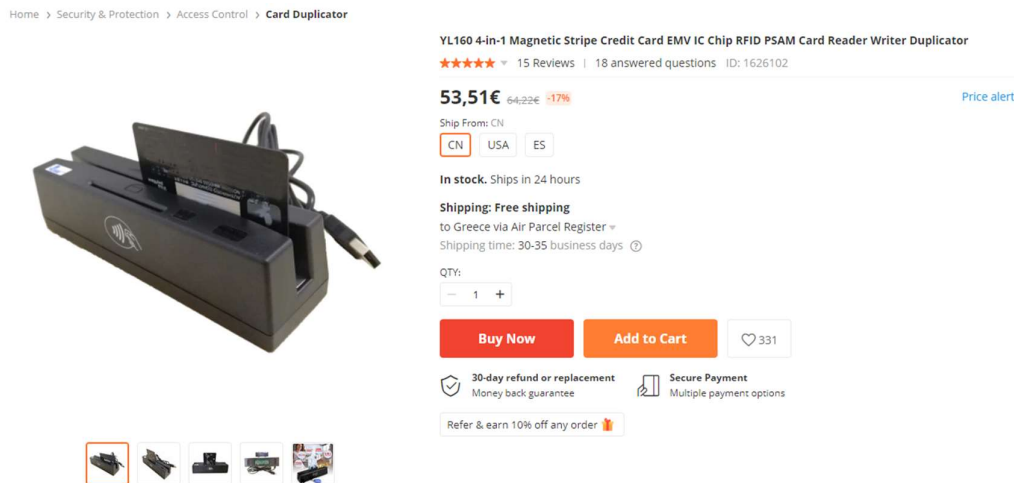 Home > Security & Protection > Access Control > Card Duplicator
YL160 4-in-1 Magnetic Stripe Credit Card EMV IC Chip RFID PSAM Card Reader Writer Duplicator
15 Reviews | 18 answered questions ID: 1626102
53,51€ 64,22€ -17%
Price alert
Ship From: CN
CN USA ES
In stock. Ships in 24 hours
Shipping: Free shipping
to Greece via Air Parcel Register
Shipping time: 30-35 business days ?
QTY:
− 1 +
Buy Now Add to Cart 331
30-day refund or replacement
Money back guarantee
Secure Payment
Multiple payment options
Refer & earn 10% off any order